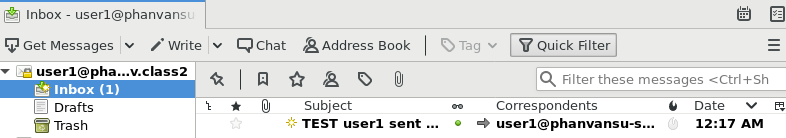 Inbox - user1@phanvansu
Get Messages Write Chat Address Book Tag Quick Filter
user1@pha...v.class2
Filter these messages <Ctrl+Sh
Inbox (1)
Subject Correspondents Date
Drafts
TEST user1 sent ... user1@phanvansu-s... 12:17 AM
Trash